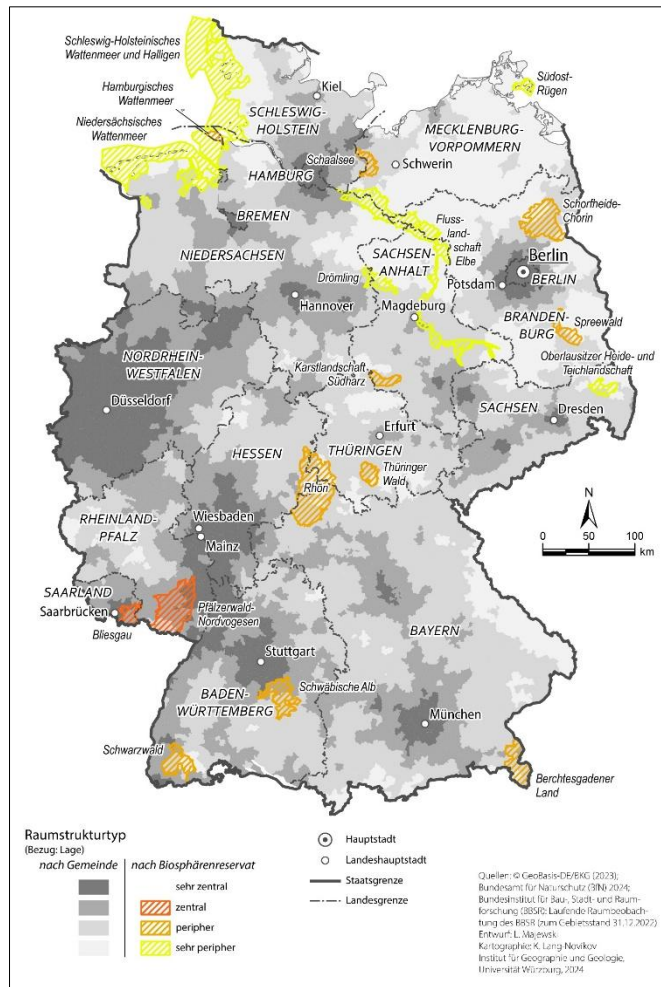 Schleswig-Holsteinisches
Wattenmeer und Halligen
Hamburgisches
Wattenmeer
Niedersächsisches
Wattenmeer
Kiel
SCHLESWIG-
HOLSTEIN
Südost-
Rügen
MECKLENBURG-
VORPOMMERN
Schaalsee
Schwerin
HAMBURG
Schorfheide-
Chorin
BREMEN
Fluss-
land-
schaft
Elbe
NIEDERSACHSEN
SACHSEN-
ANHALT
Berlin
BERLIN
Drömling
Potsdam
Hannover
Magdeburg
BRANDEN-
BURG
Spreewald
NORDRHEIN-
WESTFALEN
Oberlausitzer Heide- und
Teichlandschaft
Karstlandschaft
Südharz
Düsseldorf
SACHSEN
Dresden
Erfurt
HESSEN
THÜRINGEN
Thüringer
Wald
Rhön
RHEINLAND-
PFALZ
Wiesbaden
Mainz
N
0
50
100
km
SAARLAND
Saarbrücken
Bliesgau
Pfälzerwald-
Nordvogesen
BAYERN
Stuttgart
Schwäbische Alb
BADEN-
WÜRTTEMBERG
München
Schwarzwald
Berchtesgadener
Land
Raumstrukturtyp
(Bezug: Lage)
nach Gemeinde
nach Biosphärenreservat
sehr zentral
zentral
peripher
sehr peripher
Hauptstadt
Landeshauptstadt
Staatsgrenze
Landesgrenze
Quellen: © GeoBasis-DE/BKG (2023);
Bundesamt für Naturschutz (BfN) 2024;
Bundesinstitut für Bau-, Stadt- und Raum-
forschung (BBSR): Laufende Raumbeobach-
tung des BBSR (zum Gebietsstand 31.12.2022)
Entwurf: L. Majewski
Kartographie: K. Lang-Novikov
Institut für Geographie und Geologie,
Universität Würzburg, 2024